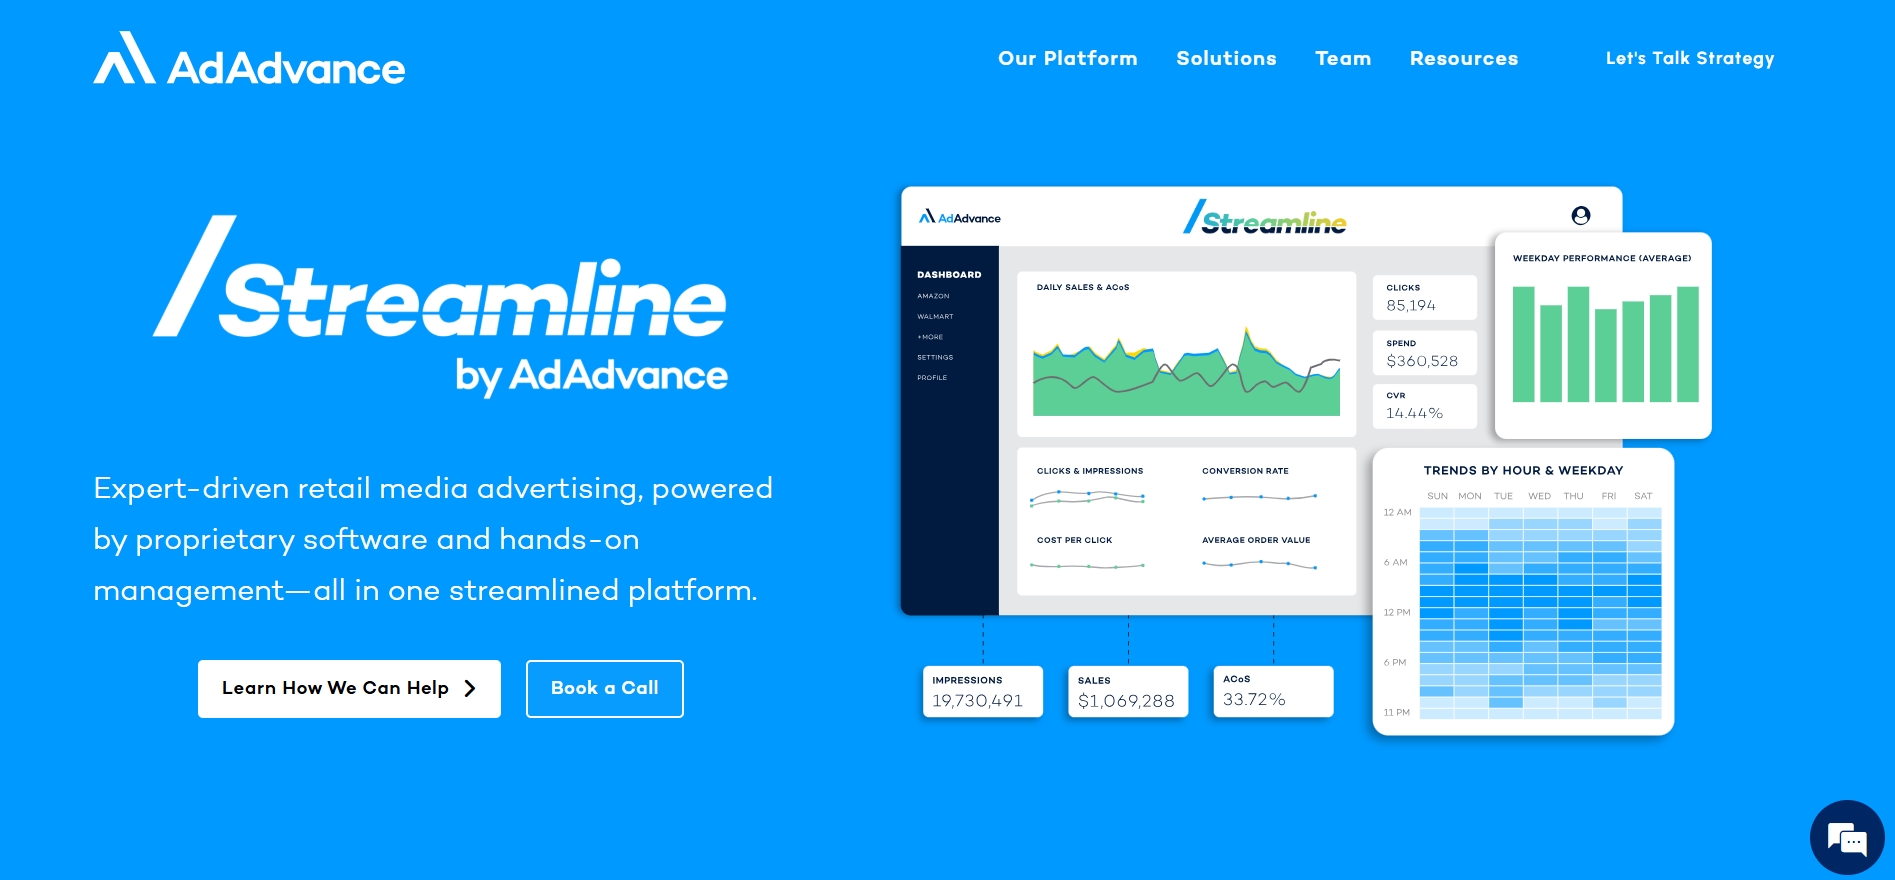 AdAdvance
Our Platform
Solutions
Team
Resources
Let's Talk Strategy
Streamline
by AdAdvance
Expert-driven retail media advertising, powered
by proprietary software and hands-on
management—all in one streamlined platform.
Learn How We Can Help
Book a Call
AdAdvance
Streamline
DASHBOARD
AMAZON
WALMART
+MORE
SETTINGS
PROFILE
DAILY SALES & ACoS
CLICKS
85,194
SPEND
$360,528
CVR
14.44%
WEEKDAY PERFORMANCE (AVERAGE)
CLICKS & IMPRESSIONS
CONVERSION RATE
COST PER CLICK
AVERAGE ORDER VALUE
TRENDS BY HOUR & WEEKDAY
SUN MON TUE WED THU FRI SAT
12 AM
6 AM
12 PM
6 PM
11 PM
IMPRESSIONS
19,730,491
SALES
$1,069,288
ACoS
33.72%